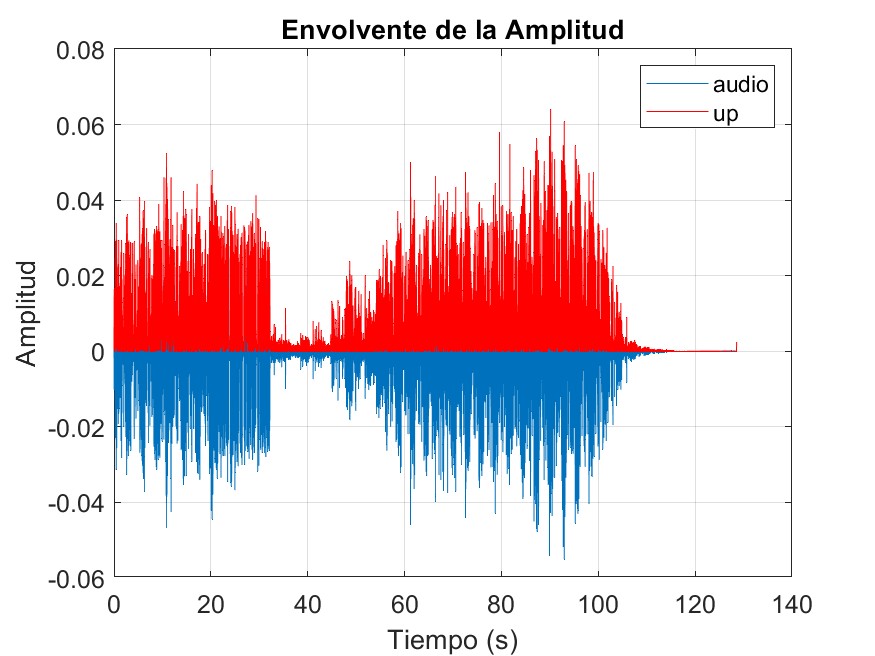 Envolvente de la Amplitud
0.08
0.06
0.04
0.02
0
-0.02
-0.04
-0.06
Amplitud
audio
up
0 20 40 60 80 100 120 140
Tiempo (s)